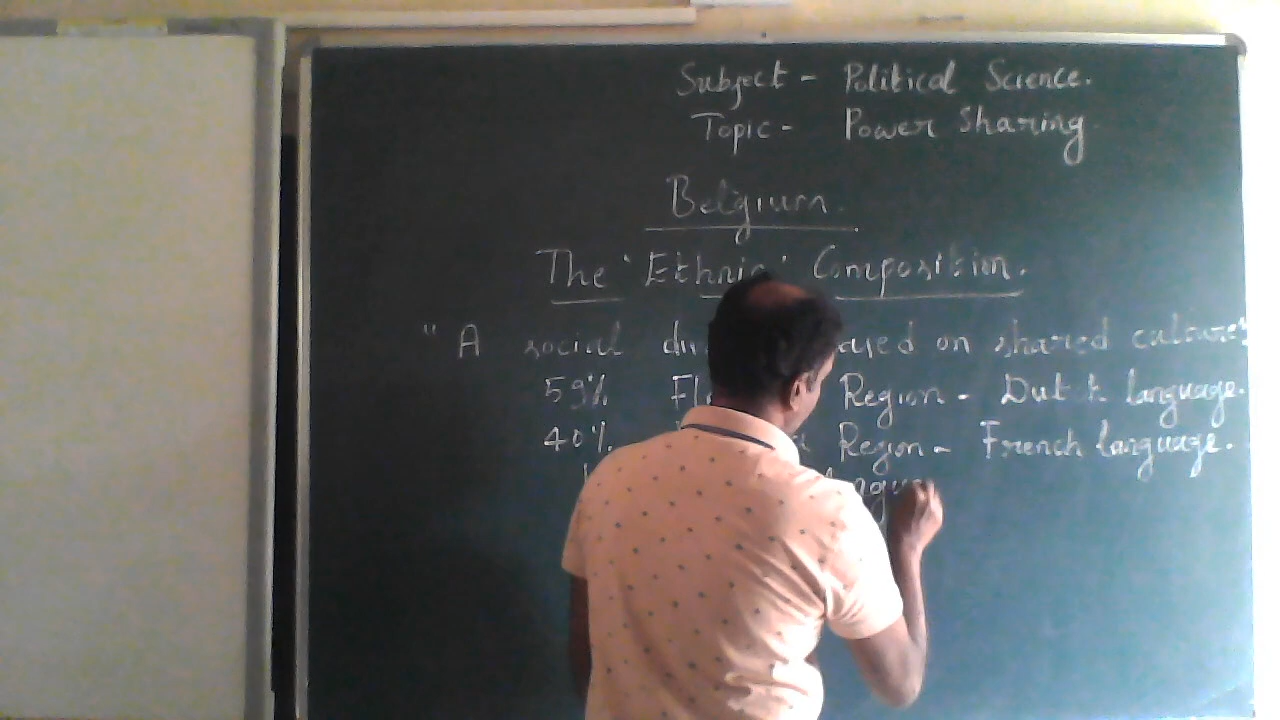 Subject - Political Science.
Topic - Power Sharing
Belgium.
The 'Ethnic' Composition.
" A social based on shared culture"
59% Region - Dutch language.
40% Region - French language.